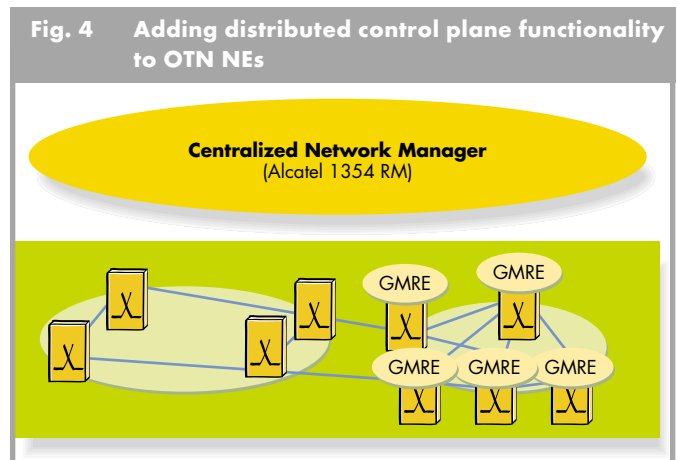 Fig. 4 Adding distributed control plane functionality
to OTN NEs
Centralized Network Manager
(Alcatel 1354 RM)
GMRE
GMRE
GMRE
GMRE
GMRE